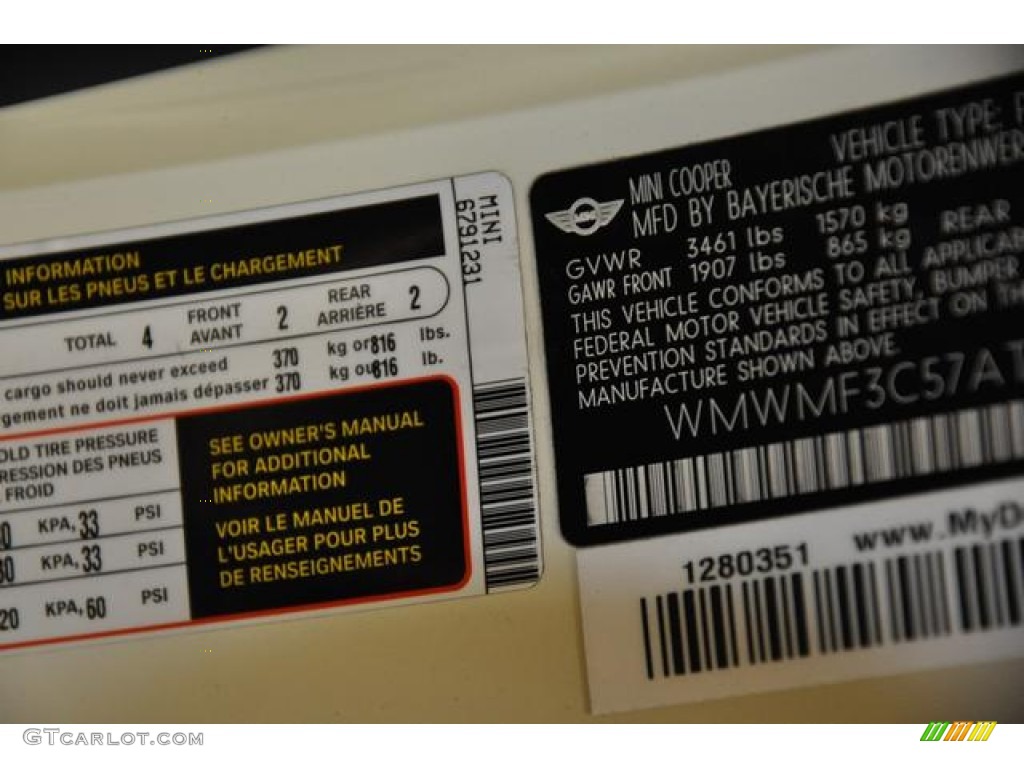 INFORMATION
SUR LES PNEUS ET LE CHARGEMENT
TOTAL 4 FRONT AVANT 2 REAR ARRIÈRE 2
cargo should never exceed 370 kg or 816 lbs.
rgement ne doit jamais dépasser 370 kg ou 816 lb.
OLD TIRE PRESSURE
RESSION DES PNEUS
FROID
KPA, 33 PSI
KPA, 33 PSI
20 KPA, 60 PSI
SEE OWNER'S MANUAL
FOR ADDITIONAL
INFORMATION
VOIR LE MANUEL DE
L'USAGER POUR PLUS
DE RENSEIGNEMENTS
MINI
6791231
MINI COOPER VEHICLE TYPE: P
MFD BY BAYERISCHE MOTORENWER
GVWR 3461 lbs 1570 kg
GAWR FRONT 1907 lbs 865 kg REAR
THIS VEHICLE CONFORMS TO ALL APPLICAB
FEDERAL MOTOR VEHICLE SAFETY, BUMPER
PREVENTION STANDARDS IN EFFECT ON TH
MANUFACTURE SHOWN ABOVE.
WMWMF3C57AT
1280351 www.MyD
GTcarlot.com